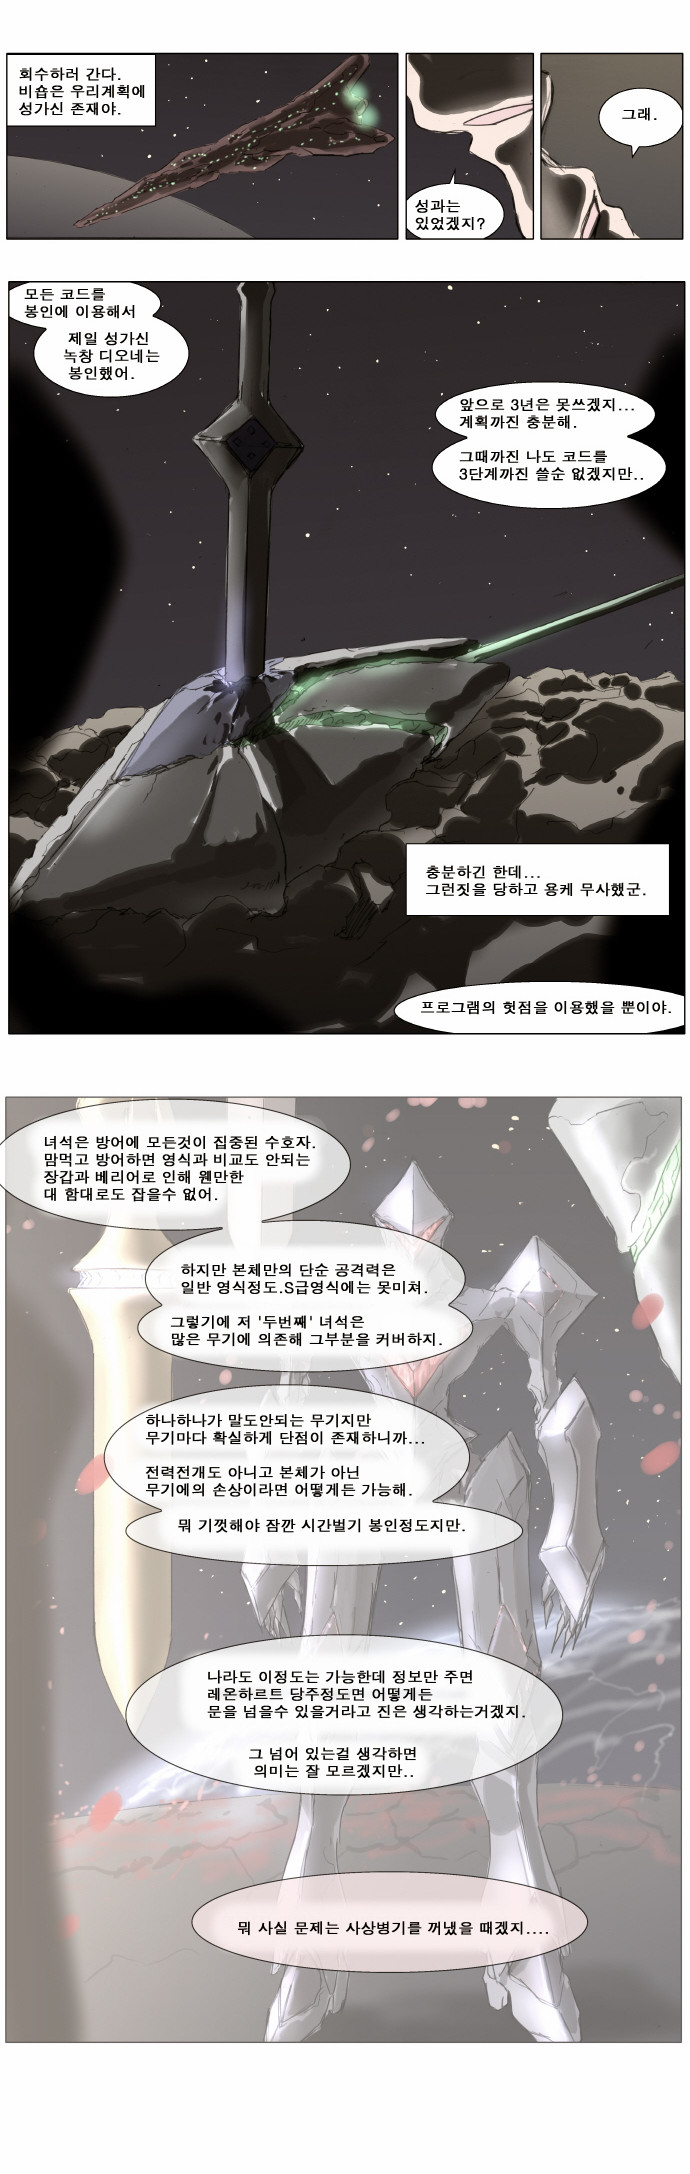 회수하러 간다.
비숍은 우리계획에
성가신 존재야.
성과는
있었겠지?
그래.
모든 코드를
봉인에 이용해서
제일 성가신
녹창 디오네는
봉인했어.
앞으로 3년은 못쓰겠지...
계획까진 충분해.
그때까진 나도 코드를
3단계까진 쓸순 없겠지만..
충분하긴 한데...
그런짓을 당하고 용케 무사했군.
프로그램의 헛점을 이용했을 뿐이야.
녀석은 방어에 모든것이 집중된 수호자.
맘먹고 방어하면 영식과 비교도 안되는
장갑과 베리어로 인해 웬만한
대 함대로도 잡을수 없어.
하지만 본체만의 단순 공격력은
일반 영식정도.S급영식에는 못미쳐.
그렇기에 저 '두번째' 녀석은
많은 무기에 의존해 그부분을 커버하지.
하나하나가 말도안되는 무기지만
무기마다 확실하게 단점이 존재하니까...
전력전개도 아니고 본체가 아닌
무기에의 손상이라면 어떻게든 가능해.
뭐 기껏해야 잠깐 시간벌기 봉인정도지만.
나라도 이정도는 가능한데 정보만 주면
레온하르트 당주정도면 어떻게든
문을 넘을수 있을거라고 진은 생각하는거겠지.
그 넘어 있는걸 생각하면
의미는 잘 모르겠지만..
뭐 사실 문제는 사상병기를 꺼냈을 때겠지....